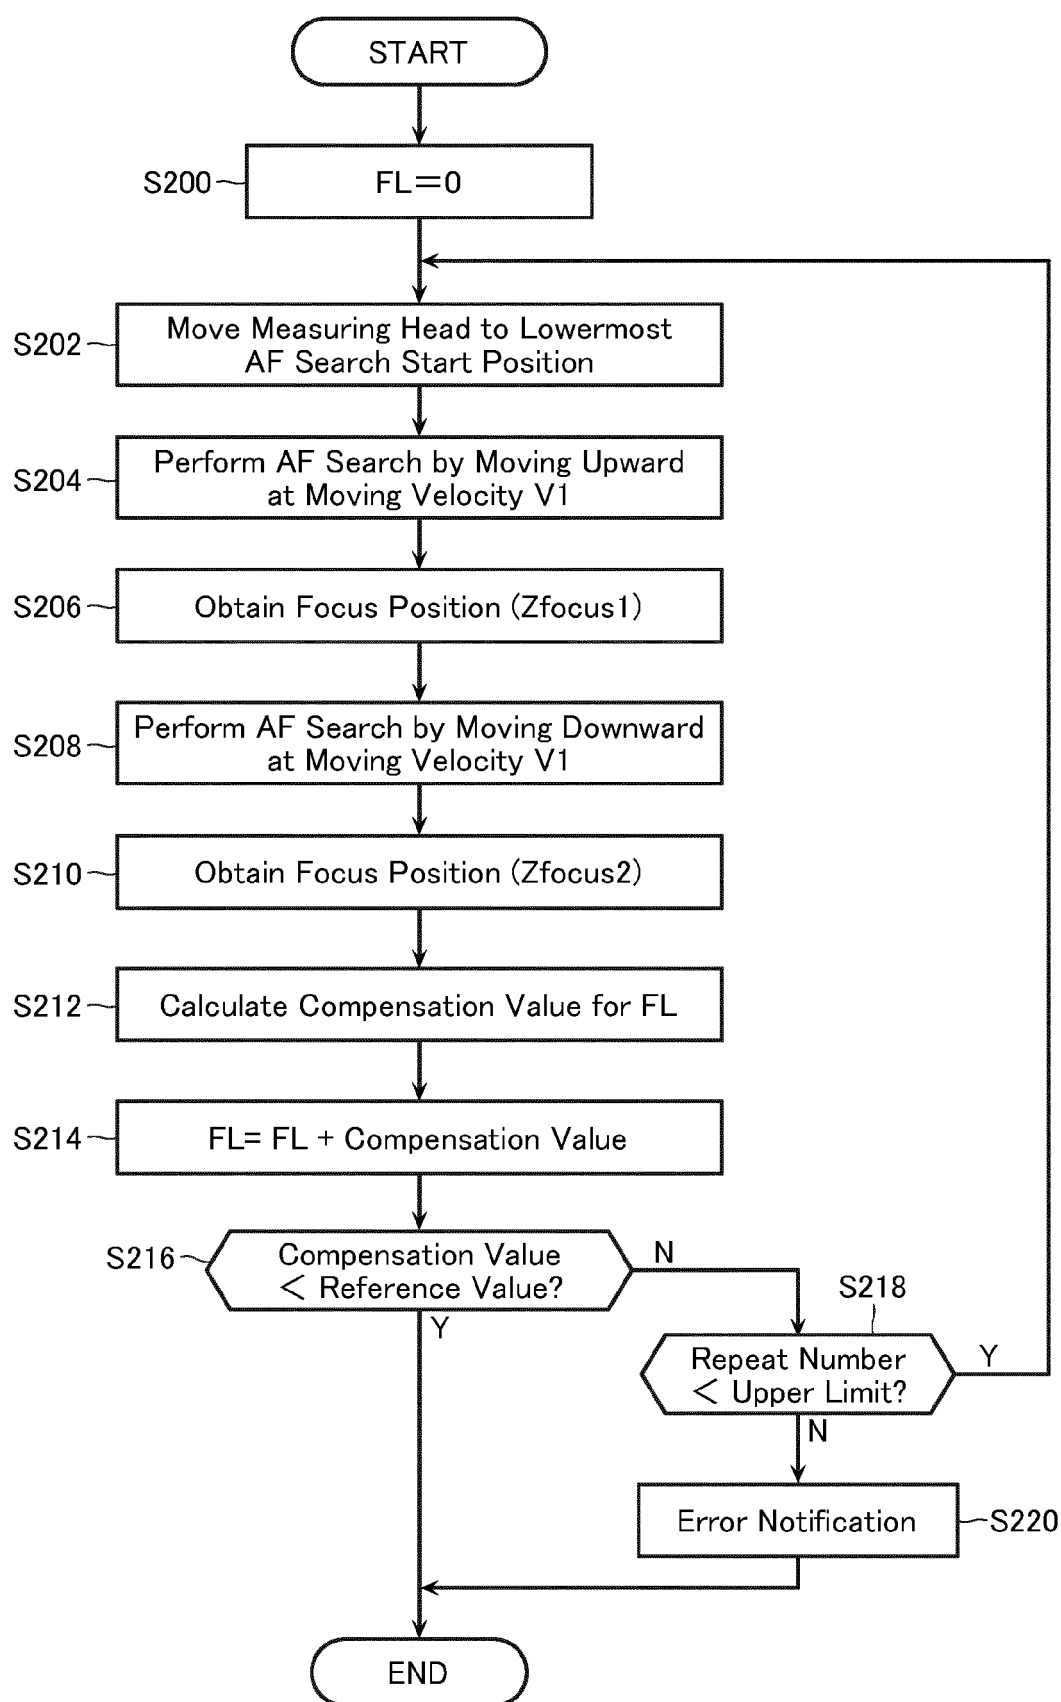 START
S200
FL=0
S202
Move Measuring Head to Lowermost
AF Search Start Position
S204
Perform AF Search by Moving Upward
at Moving Velocity V1
S206
Obtain Focus Position (Zfocus1)
S208
Perform AF Search by Moving Downward
at Moving Velocity V1
S210
Obtain Focus Position (Zfocus2)
S212
Calculate Compensation Value for FL
S214
FL= FL + Compensation Value
S216
Compensation Value
< Reference Value?
N
Y
S218
Repeat Number
< Upper Limit?
Y
N
Error Notification
S220
END